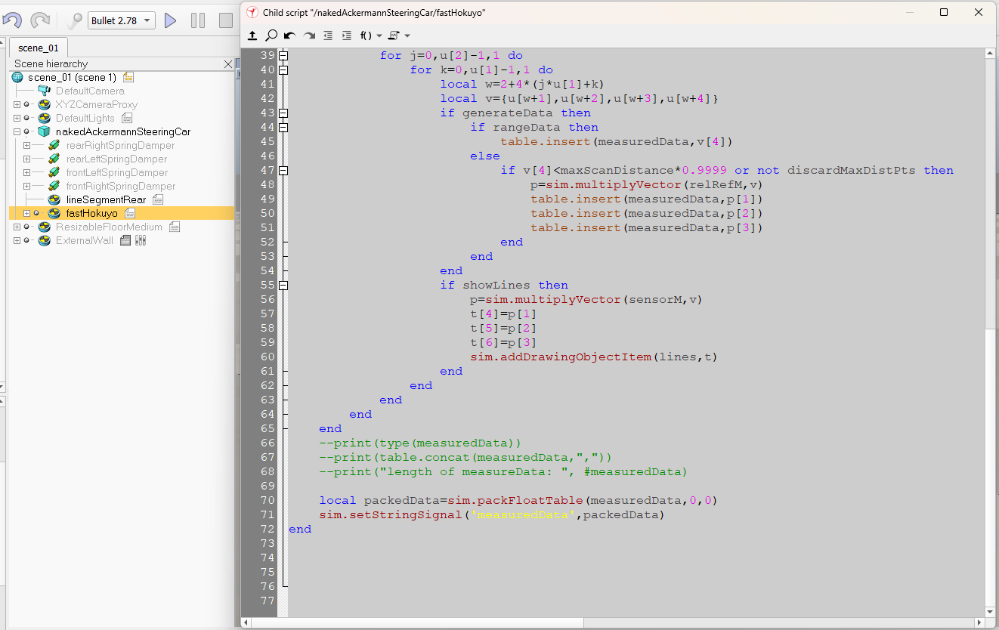 Bullet 2.78
scene_01
Scene hierarchy
scene_01 (scene 1)
DefaultCamera
XYZCameraProxy
DefaultLights
nakedAckermannSteeringCar
rearRightSpringDamper
rearLeftSpringDamper
frontLeftSpringDamper
frontRightSpringDamper
lineSegmentRear
fastHokuyo
ResizableFloorMedium
ExternalWall
Child script "/nakedAckermannSteeringCar/fastHokuyo"
f()
39 for j=0,u[2]-1,1 do
40 for k=0,u[1]-1,1 do
41 local w=2+4*(j*u[1]+k)
42 local v={u[w+1],u[w+2],u[w+3],u[w+4]}
43 if generateData then
44 if rangeData then
45 table.insert(measuredData,v[4])
46 else
47 if v[4]<maxScanDistance*0.9999 or not discardMaxDistPts then
48 p=sim.multiplyVector(relRefM,v)
49 table.insert(measuredData,p[1])
50 table.insert(measuredData,p[2])
51 table.insert(measuredData,p[3])
52 end
53 end
54 end
55 if showLines then
56 p=sim.multiplyVector(sensorM,v)
57 t[4]=p[1]
58 t[5]=p[2]
59 t[6]=p[3]
60 sim.addDrawingObjectItem(lines,t)
61 end
62 end
63 end
64 end
65 end
66 --print(type(measuredData))
67 --print(table.concat(measuredData,","))
68 --print("length of measureData: ", #measuredData)
69
70 local packedData=sim.packFloatTable(measuredData,0,0)
71 sim.setStringSignal('measuredData',packedData)
72 end
73
74
75
76
77